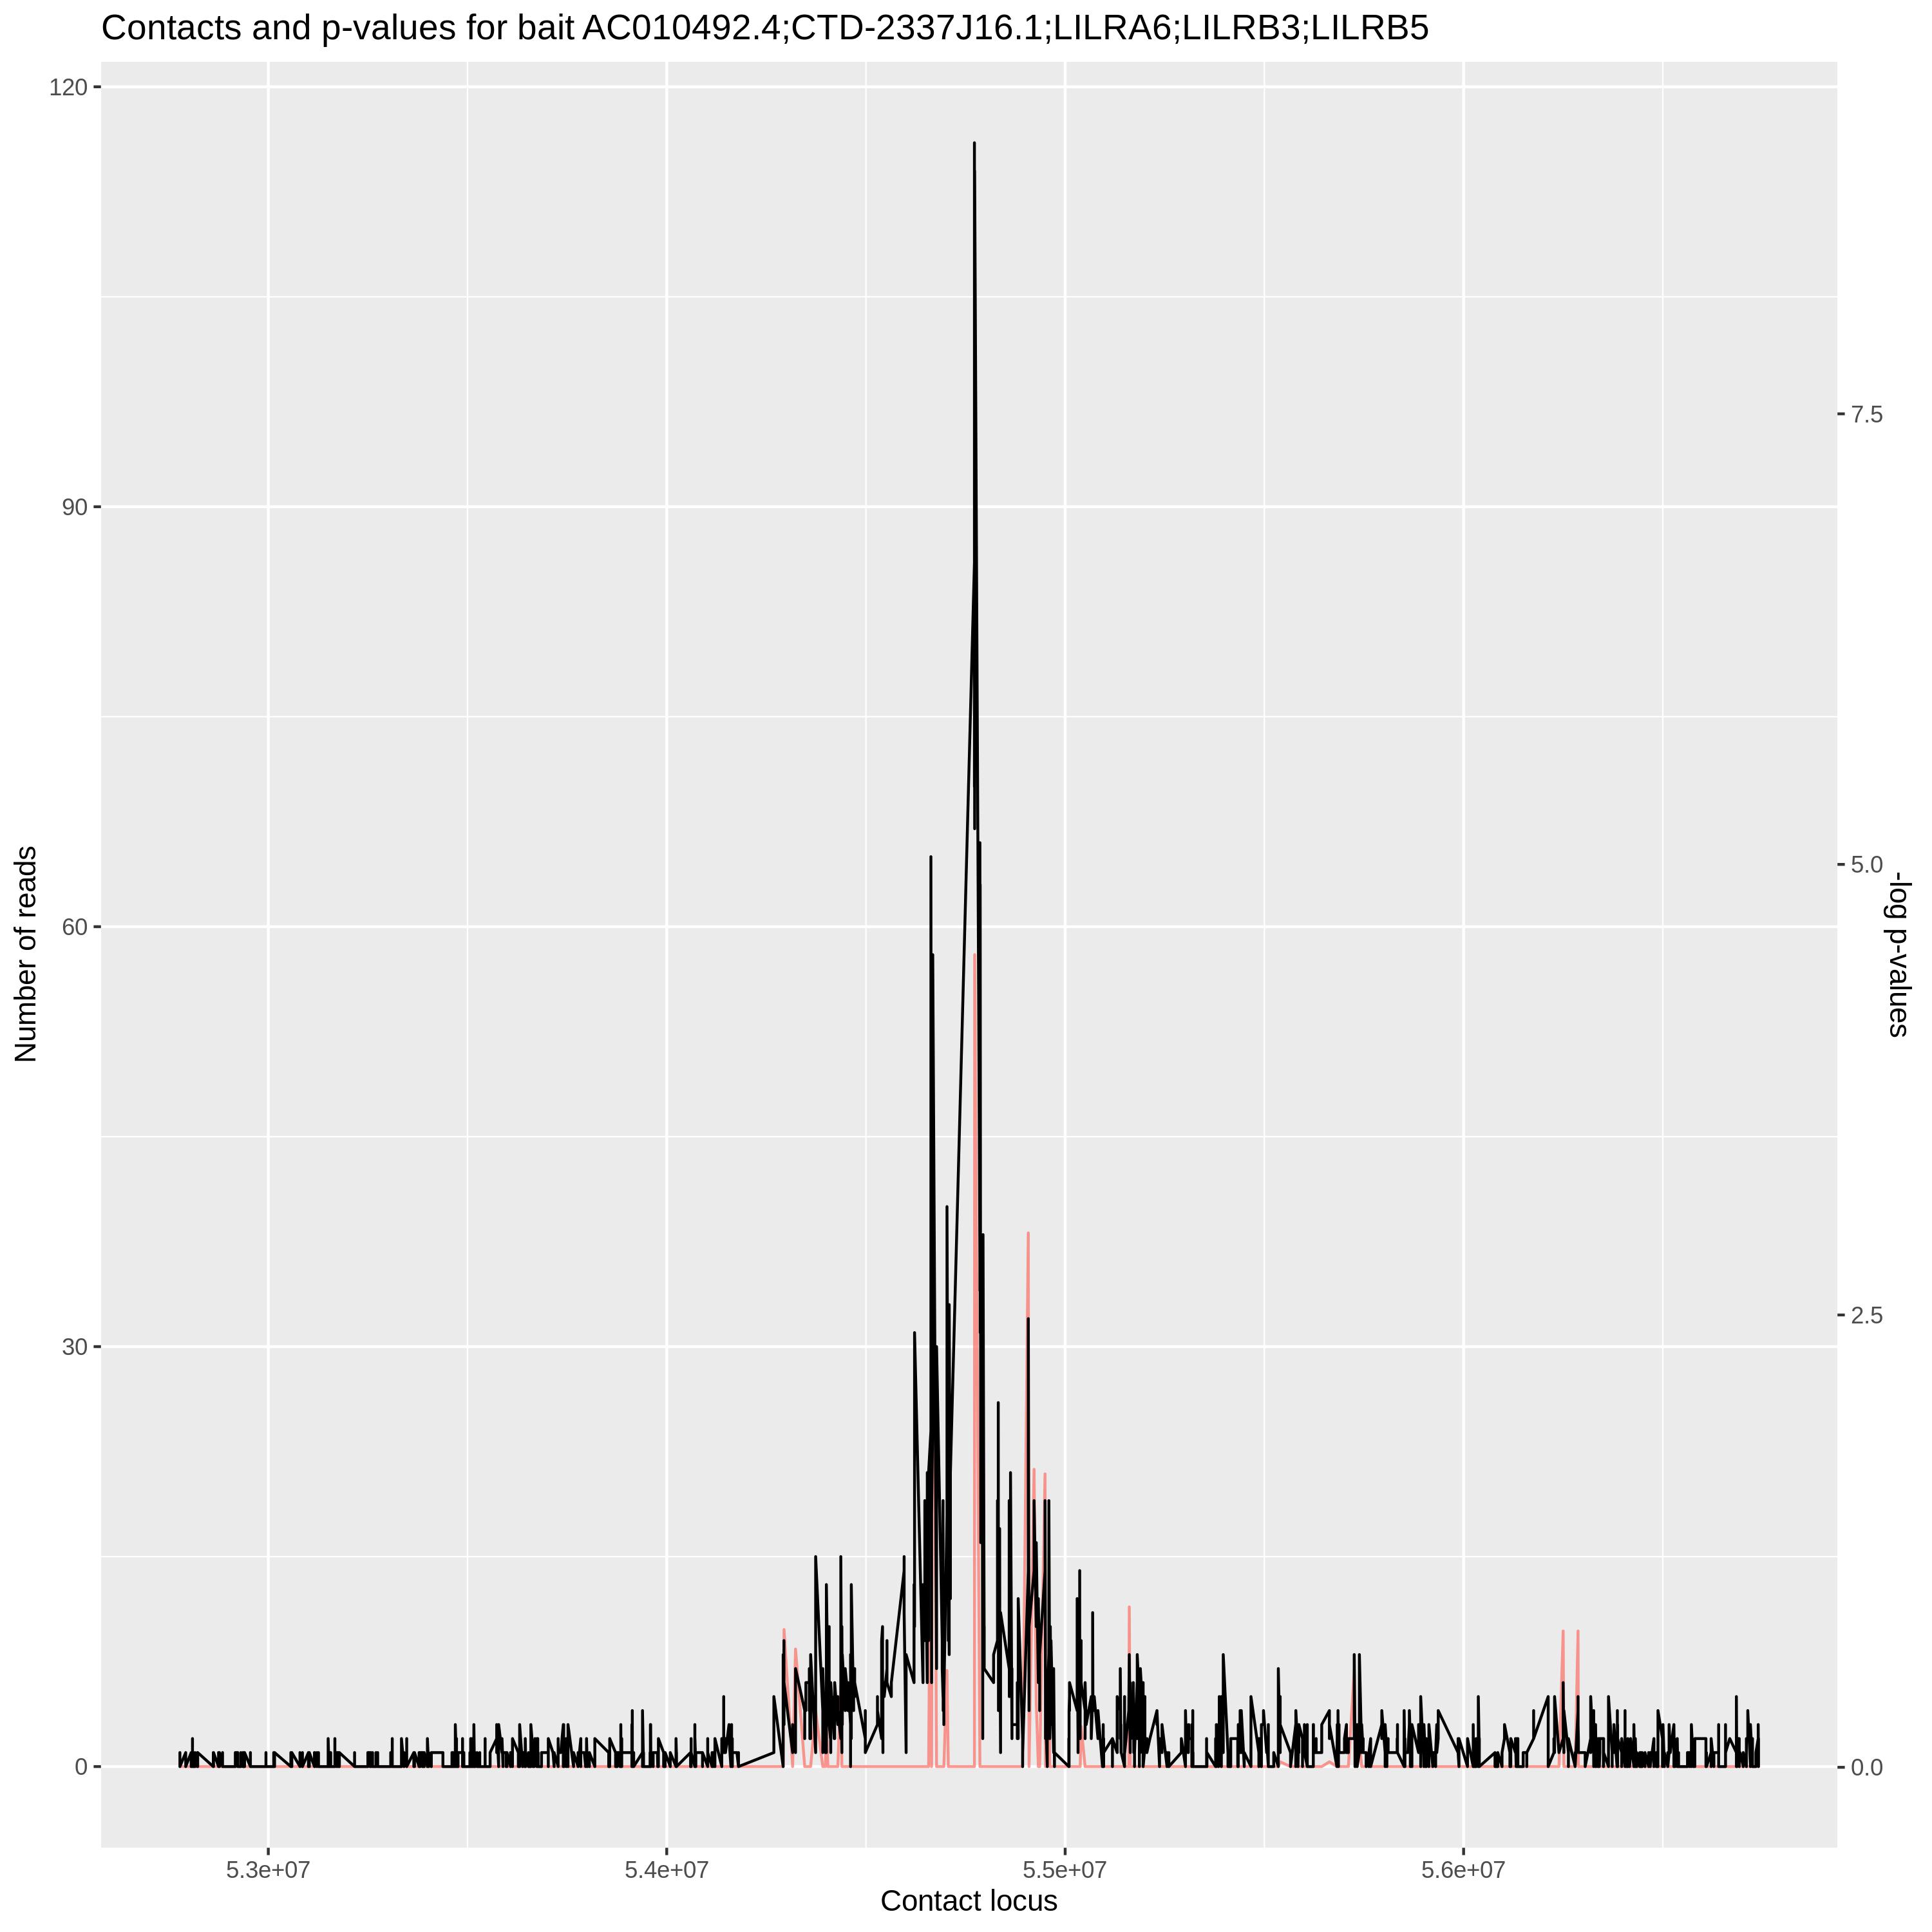 Contacts and p-values for bait AC010492.4;CTD-2337J16.1;LILRA6;LILRB3;LILRB5
120
90
60
30
0
Number of reads
7.5
5.0
2.5
0.0
-log p-values
5.3e+07
5.4e+07
5.5e+07
5.6e+07
Contact locus